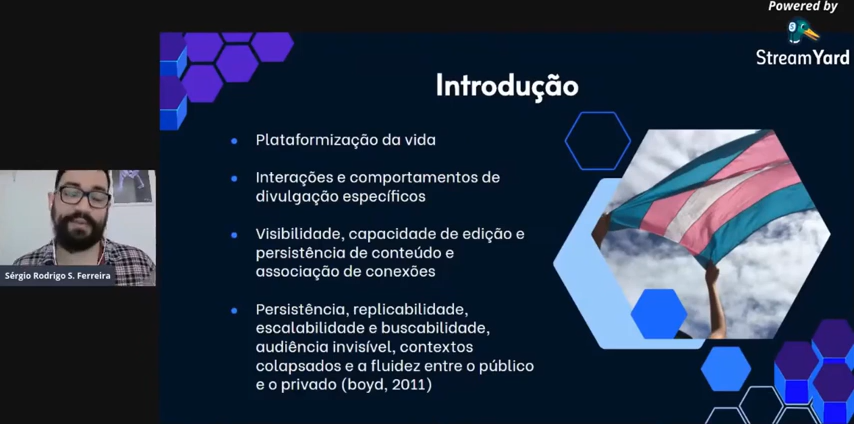 Powered by
StreamYard
Introdução
Plataformização da vida
Interações e comportamentos de
divulgação específicos
Visibilidade, capacidade de edição e
persistência de conteúdo e
associação de conexões
Persistência, replicabilidade,
escalabilidade e buscabilidade,
audiência invisível, contextos
colapsados e a fluidez entre o público
e o privado (boyd, 2011)
Sérgio Rodrigo S. Ferreira